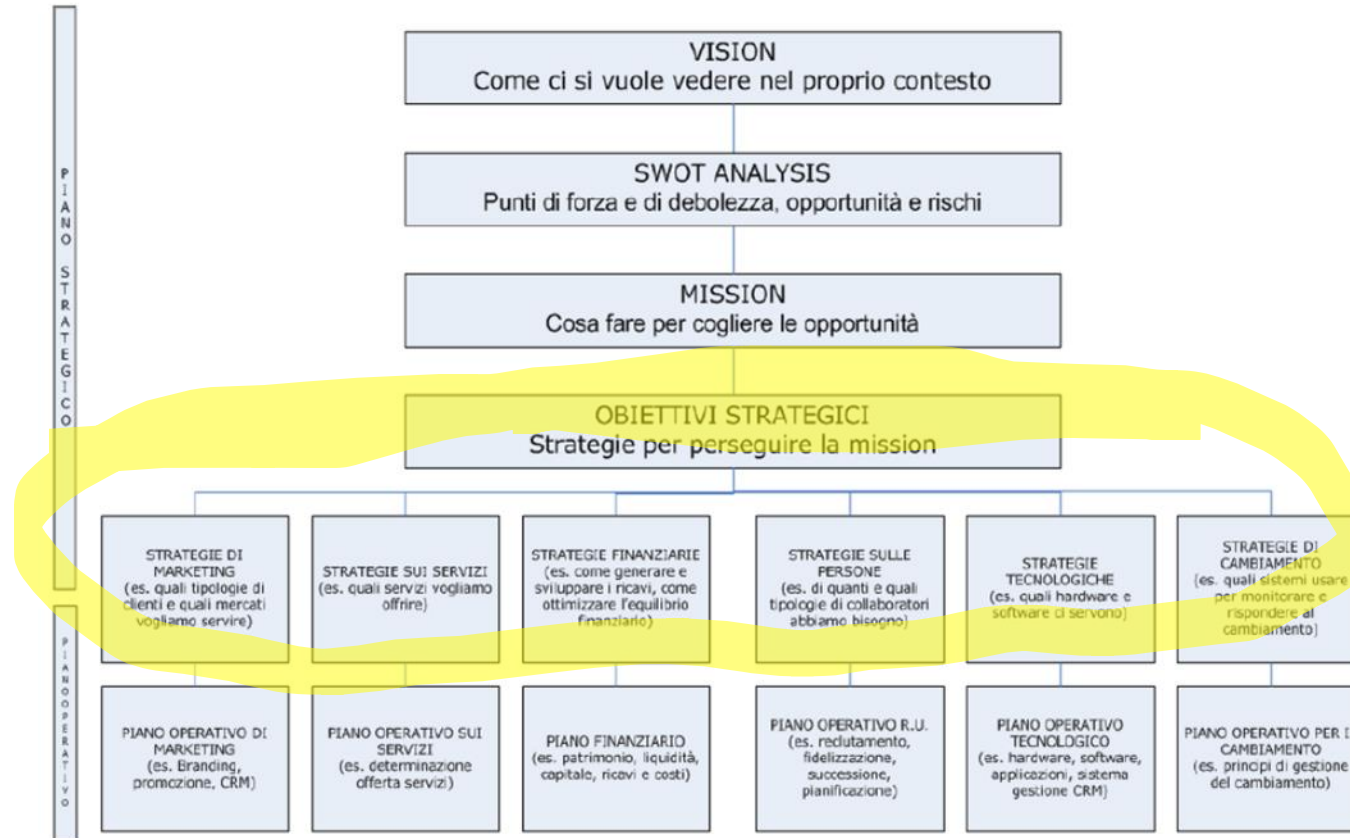 PIANO STRATEGICO
VISION
Come ci si vuole vedere nel proprio contesto
SWOT ANALYSIS
Punti di forza e di debolezza, opportunità e rischi
MISSION
Cosa fare per cogliere le opportunità
OBIETTIVI STRATEGICI
Strategie per perseguire la mission
STRATEGIE DI
MARKETING
(es. quali tipologie di
clienti e quali mercati
vogliamo servire)
STRATEGIE SUI SERVIZI
(es. quali servizi vogliamo
offrire)
STRATEGIE FINANZIARIE
(es. come generare e
sviluppare i ricavi, come
ottimizzare l'equilibrio
finanziario)
STRATEGIE SULLE
PERSONE
(es. di quanti e quali
tipologie di collaboratori
abbiamo bisogno)
STRATEGIE
TECNOLOGICHE
(es. quali hardware e
software ci servono)
STRATEGIE DI
CAMBIAMENTO
(es. quali sistemi usare
per monitorare e
rispondere al
cambiamento)
PIANO OPERATIVO
PIANO OPERATIVO DI
MARKETING
(es. Branding,
promozione, CRM)
PIANO OPERATIVO SUI
SERVIZI
(es. determinazione
offerta servizi)
PIANO FINANZIARIO
(es. patrimonio, liquidità,
capitale, ricavi e costi)
PIANO OPERATIVO R.U.
(es. reclutamento,
fidelizzazione,
successione,
pianificazione)
PIANO OPERATIVO
TECNOLOGICO
(es. hardware, software,
applicazioni, sistema
gestione CRM)
PIANO OPERATIVO PER I
CAMBIAMENTO
(es. principi di gestione
del cambiamento)